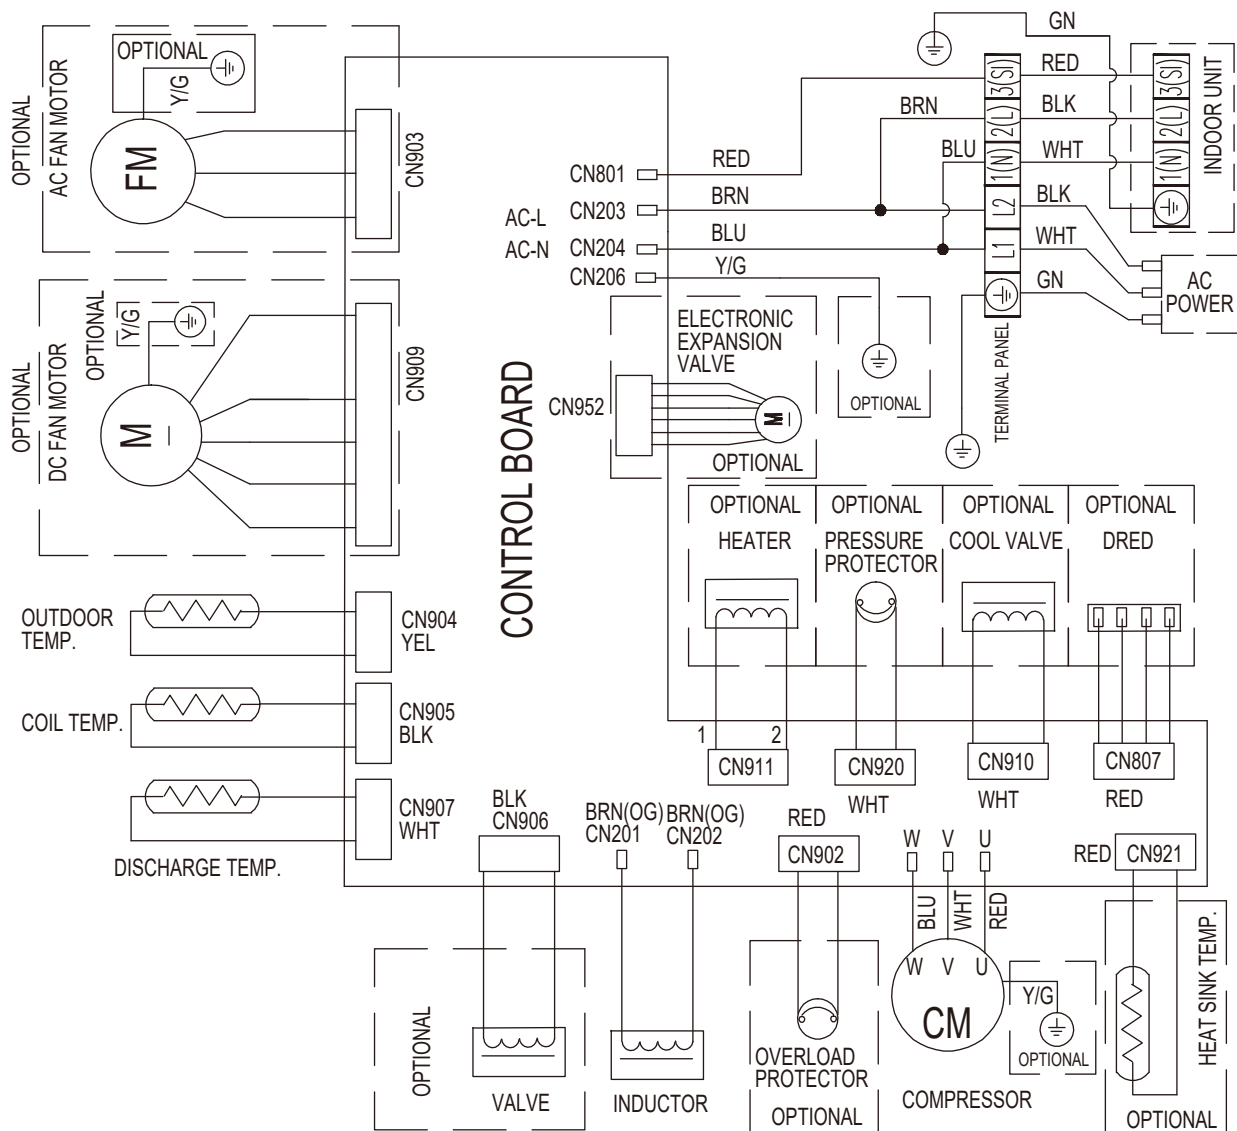 OPTIONAL
AC FAN MOTOR
OPTIONAL
Y/G
FM
CN903
OPTIONAL
DC FAN MOTOR
OPTIONAL
Y/G
M
CN909
OUTDOOR
TEMP.
CN904
YEL
COIL TEMP.
CN905
BLK
CN907
WHT
DISCHARGE TEMP.
CONTROL BOARD
CN801
RED
AC-L
CN203
BRN
AC-N
CN204
BLU
CN206
Y/G
BRN
BLU
GN
3(SI)
2(L)
1(N)
L2
L1
TERMINAL PANEL
RED
BLK
WHT
BLK
WHT
GN
3(SI)
2(L)
1(N)
INDOOR UNIT
AC
POWER
ELECTRONIC
EXPANSION
VALVE
CN952
M
OPTIONAL
OPTIONAL
OPTIONAL
HEATER
OPTIONAL
PRESSURE
PROTECTOR
OPTIONAL
COOL VALVE
OPTIONAL
DRED
1
2
CN911
CN920
WHT
CN910
WHT
CN807
RED
BLK
CN906
OPTIONAL
VALVE
BRN(OG)
CN201
BRN(OG)
CN202
INDUCTOR
RED
CN902
OVERLOAD
PROTECTOR
OPTIONAL
W
V
U
BLU
WHT
RED
W
V
U
CM
COMPRESSOR
Y/G
OPTIONAL
RED
CN921
HEAT SINK TEMP.
OPTIONAL